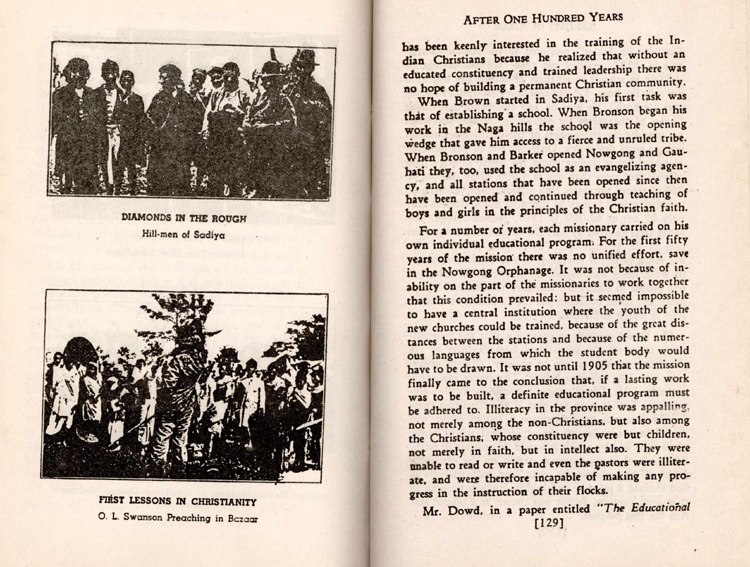 DIAMONDS IN THE ROUGH
Hill-men of Sadiya
FIRST LESSONS IN CHRISTIANITY
O. L. Swanson Preaching in Bazaar
AFTER ONE HUNDRED YEARS
has been keenly interested in the training of the In-
dian Christians because he realized that without an
educated constituency and trained leadership there was
no hope of building a permanent Christian community.
When Brown started in Sadiya, his first task was
that of establishing a school. When Bronson began his
work in the Naga hills the school was the opening
wedge that gave him access to a fierce and unruled tribe.
When Bronson and Barker opened Nowgong and Gau-
hati they, too, used the school as an evangelizing agen-
cy, and all stations that have been opened since then
have been opened and continued through teaching of
boys and girls in the principles of the Christian faith.
For a number of years, each missionary carried on his
own individual educational program. For the first fifty
years of the mission there was no unified effort, save
in the Nowgong Orphanage. It was not because of in-
ability on the part of the missionaries to work together
that this condition prevailed; but it seemed impossible
to have a central institution where the youth of the
new churches could be trained, because of the great dis-
tances between the stations and because of the numer-
ous languages from which the student body would
have to be drawn. It was not until 1905 that the mission
finally came to the conclusion that, if a lasting work
was to be built, a definite educational program must
be adhered to. Illiteracy in the province was appalling,
not merely among the non-Christians, but also among
the Christians, whose constituency were but children,
not merely in faith, but in intellect also. They were
unable to read or write and even the pastors were illiter-
ate, and were therefore incapable of making any pro-
gress in the instruction of their flocks.
Mr. Dowd, in a paper entitled "The Educational
[129]